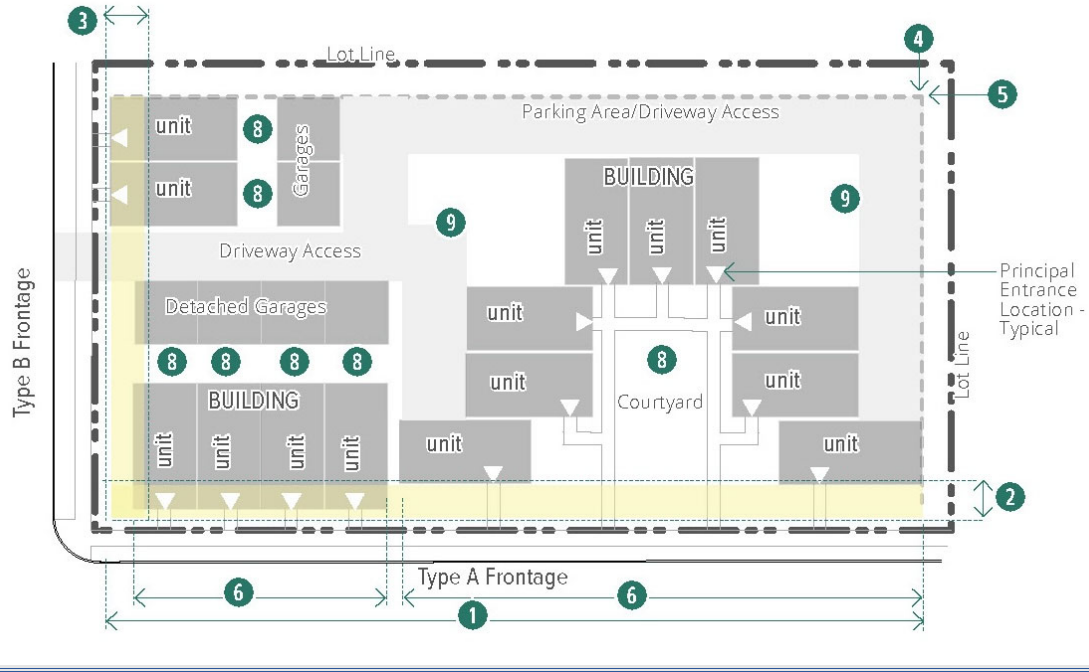 3
Lot Line
4
5
Parking Area/Driveway Access
unit
8
Garages
unit
8
BUILDING
unit
unit
unit
9
9
Driveway Access
Principal
Entrance
Location -
Typical
Type B Frontage
Detached Garages
unit
unit
8
8
8
8
8
Lot Line
BUILDING
unit
unit
Courtyard
unit
unit
unit
unit
unit
unit
2
Type A Frontage
6
6
1